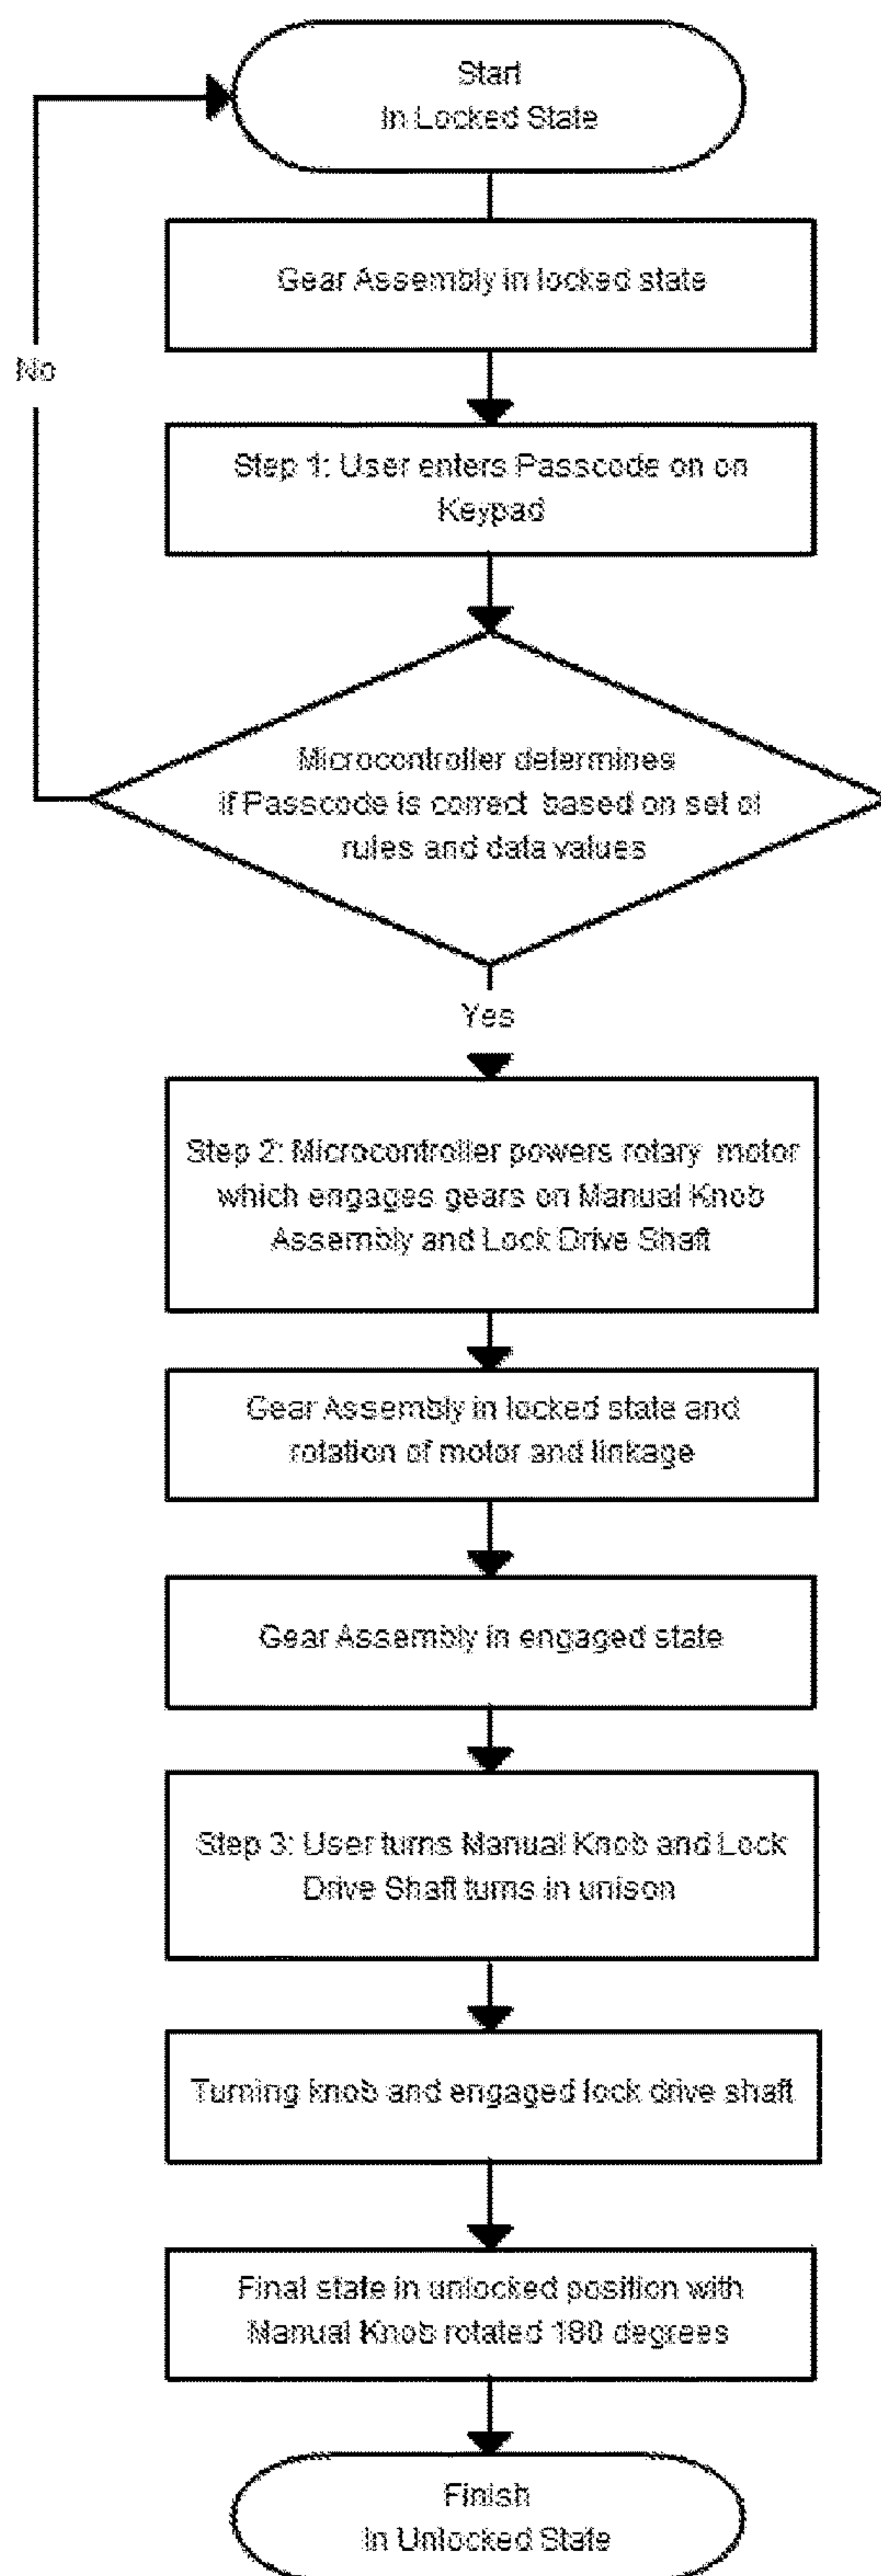 Start
in Locked State
Gear Assembly in locked state
No
Step 1: User enters Passcode on on
Keypad
Microcontroller determines
if Passcode is correct based on set of
rules and data values
Yes
Step 2: Microcontroller powers rotary motor
which engages gears on Manual Knob
Assembly and Lock Drive Shaft
Gear Assembly in locked state and
rotation of motor and linkage
Gear Assembly in engaged state
Step 3: User turns Manual Knob and Lock
Drive Shaft turns in unison
Turning knob and engaged lock drive shaft
Final state in unlocked position with
Manual Knob rotated 180 degrees
Finish
in Unlocked State